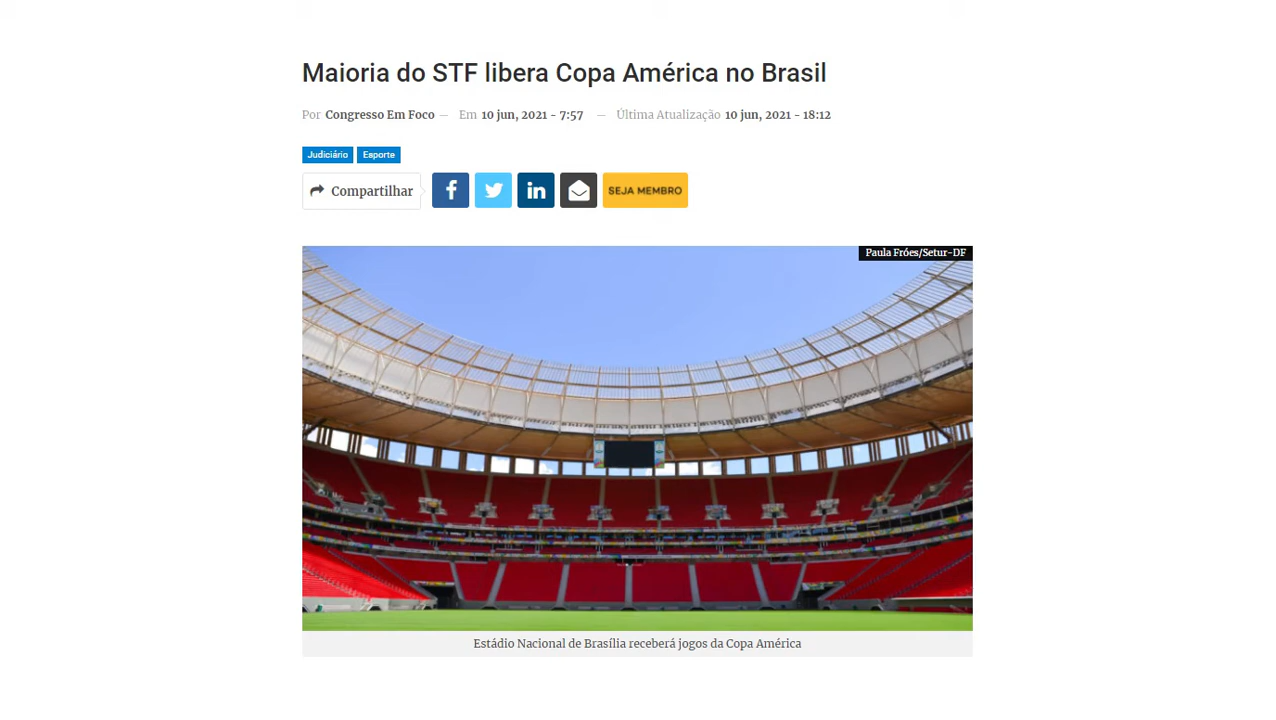 Maioria do STF libera Copa América no Brasil
Por Congresso Em Foco — Em 10 jun, 2021 - 7:57 — Última Atualização 10 jun, 2021 - 18:12
Judiciário Esporte
Compartilhar SEJA MEMBRO
Paula Fróes/Setur-DF
Estádio Nacional de Brasília receberá jogos da Copa América